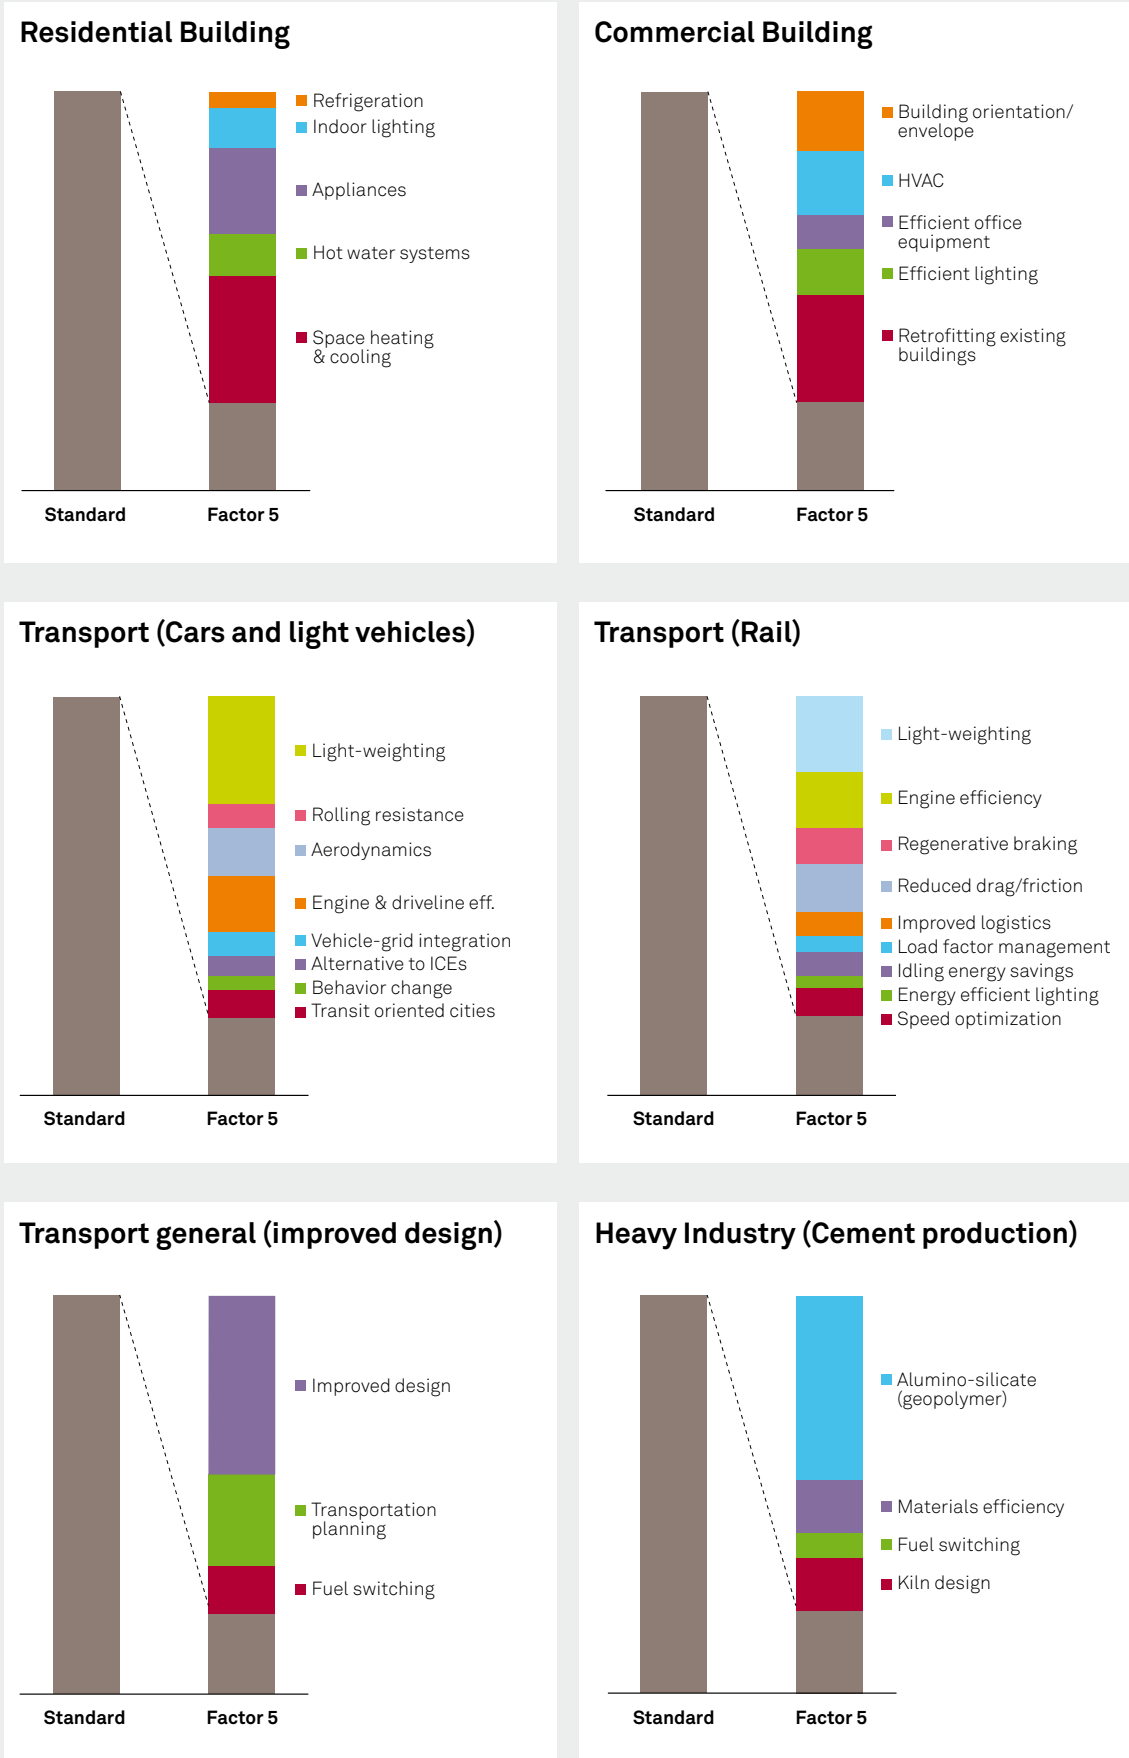 Residential Building
Refrigeration
Indoor lighting
Appliances
Hot water systems
Space heating
& cooling
Standard
Factor 5
Commercial Building
Building orientation/
envelope
HVAC
Efficient office
equipment
Efficient lighting
Retrofitting existing
buildings
Standard
Factor 5
Transport (Cars and light vehicles)
Light-weighting
Rolling resistance
Aerodynamics
Engine & driveline eff.
Vehicle-grid integration
Alternative to ICEs
Behavior change
Transit oriented cities
Standard
Factor 5
Transport (Rail)
Light-weighting
Engine efficiency
Regenerative braking
Reduced drag/friction
Improved logistics
Load factor management
Idling energy savings
Energy efficient lighting
Speed optimization
Standard
Factor 5
Transport general (improved design)
Improved design
Transportation
planning
Fuel switching
Standard
Factor 5
Heavy Industry (Cement production)
Alumino-silicate
(geopolymer)
Materials efficiency
Fuel switching
Kiln design
Standard
Factor 5